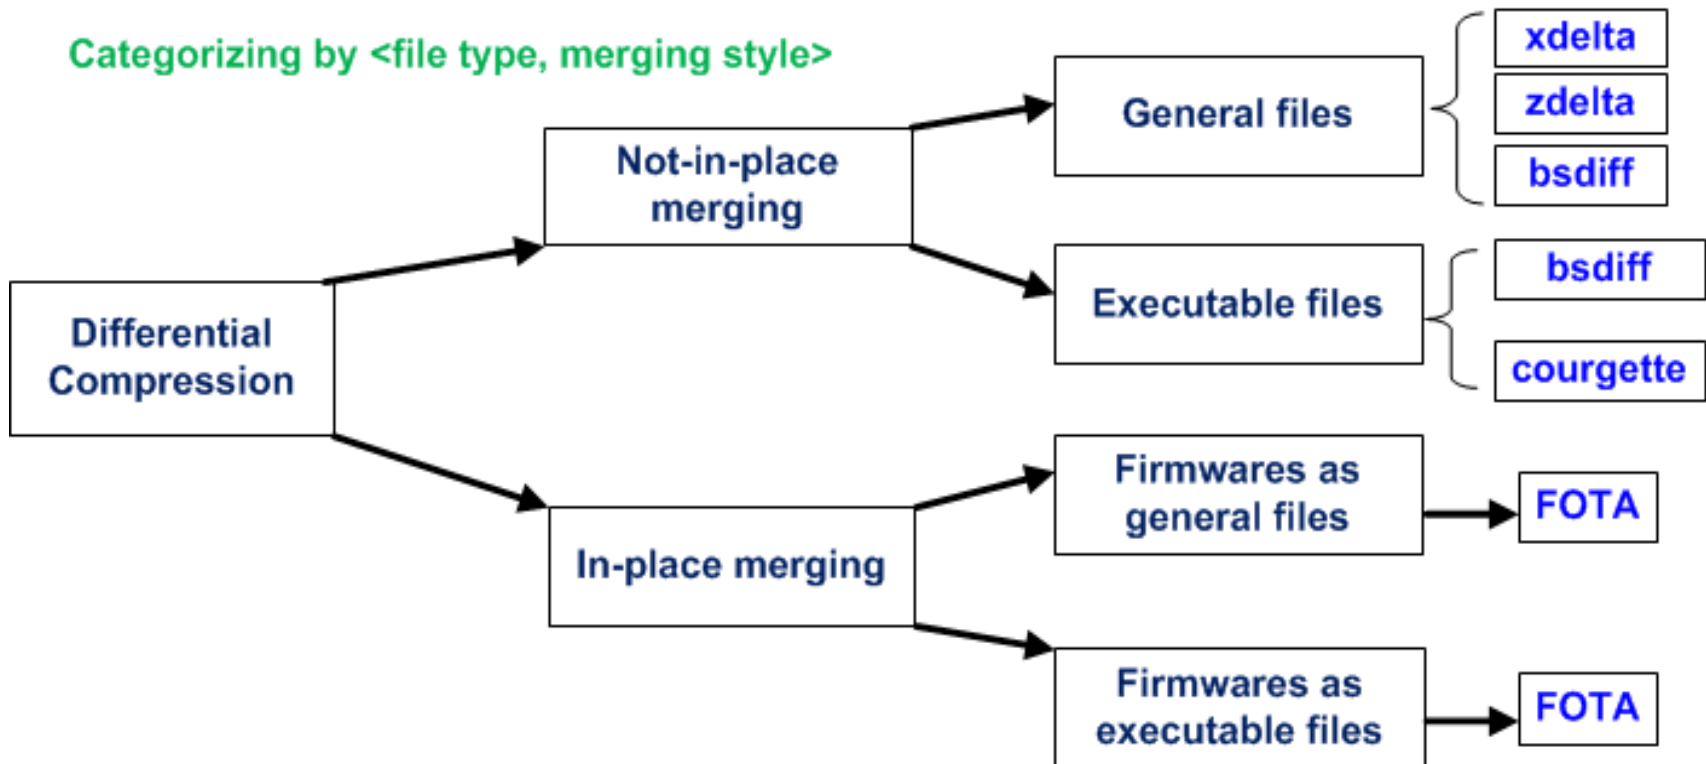 Categorizing by <file type, merging style>
Differential
Compression
Not-in-place
merging
General files
xdelta
zdelta
bsdiff
Executable files
bsdiff
courgette
In-place merging
Firmwares as
general files
FOTA
Firmwares as
executable files
FOTA